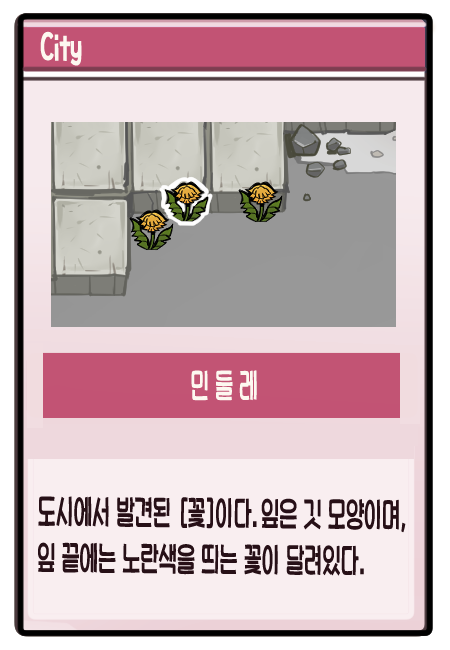 City
민들레
도시에서 발견된 [꽃]이다. 잎은 깃 모양이며,
잎 끝에는 노란색을 띄는 꽃이 달려있다.